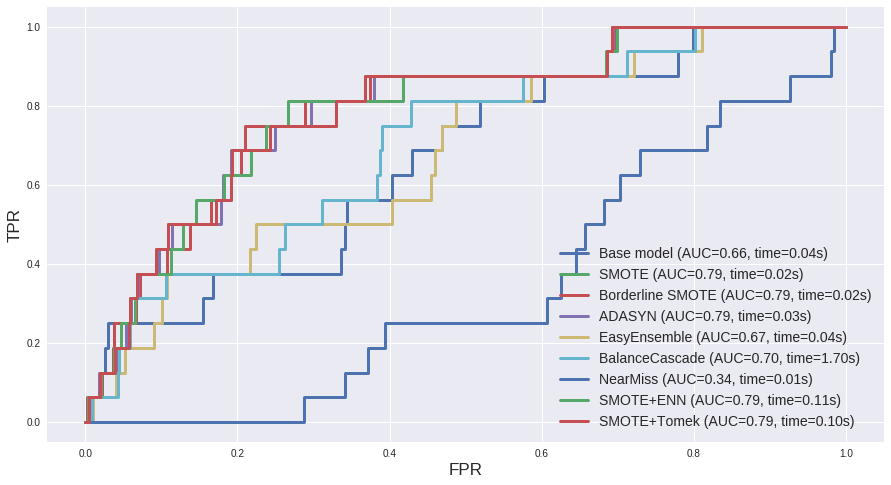 1.0
0.8
0.6
0.4
0.2
0.0
TPR
Base model (AUC=0.66, time=0.04s)
SMOTE (AUC=0.79, time=0.02s)
Borderline SMOTE (AUC=0.79, time=0.02s)
ADASYN (AUC=0.79, time=0.03s)
EasyEnsemble (AUC=0.67, time=0.04s)
BalanceCascade (AUC=0.70, time=1.70s)
NearMiss (AUC=0.34, time=0.01s)
SMOTE+ENN (AUC=0.79, time=0.11s)
SMOTE+Tomek (AUC=0.79, time=0.10s)
0.0 0.2 0.4 0.6 0.8 1.0
FPR